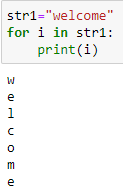 str1="welcome"
for i in str1:
    print(i)
w
e
l
c
o
m
e